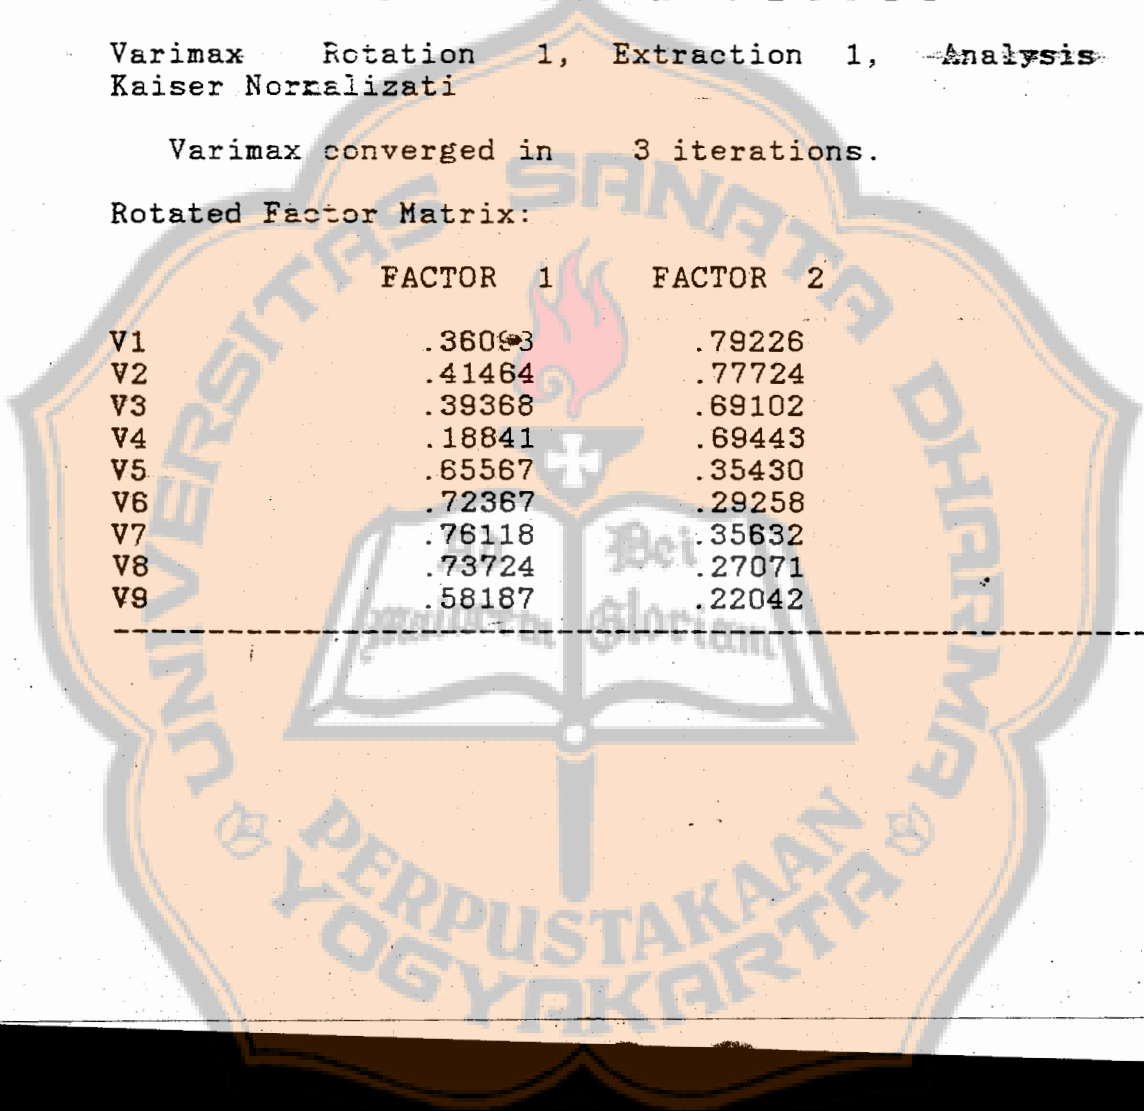 Varimax Rotation 1, Extraction 1, Analysis
Kaiser Normalizati
Varimax converged in 3 iterations.
Rotated Factor Matrix:
FACTOR 1 FACTOR 2
V1 .79226
V2 .41464 .77724
V3 .39368 .69102
V4 .18841 .69443
V5 .65567 .35430
V6 .72367 .29258
V7 .76118 .35632
V8 .73724 .27071
V9 .58187 .22042
UNIVERSITAS SANATA DHARMA
Ad Dei
maiorem Gloriam
PERPUSTAKAAN
YOGYAKARTA